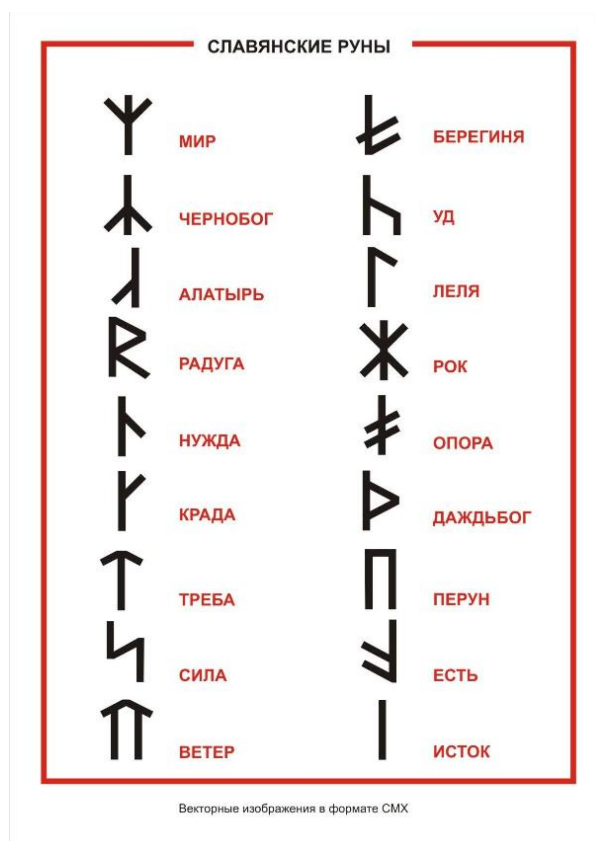 СЛАВЯНСКИЕ РУНЫ
МИР
БЕРЕГИНЯ
ЧЕРНОБОГ
УД
АЛАТЫРЬ
ЛЕЛЯ
РАДУГА
РОК
НУЖДА
ОПОРА
КРАДА
ДАЖДЬБОГ
ТРЕБА
ПЕРУН
СИЛА
ЕСТЬ
ВЕТЕР
ИСТОК
Векторные изображения в формате CMX